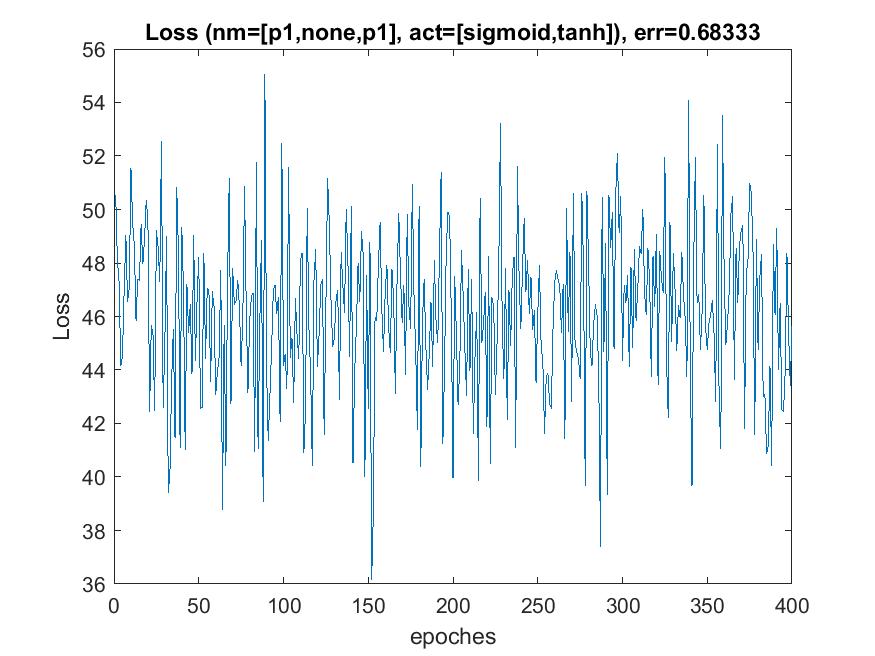 Loss (nm=[p1,none,p1], act=[sigmoid,tanh]), err=0.68333
56
54
52
50
48
46
44
42
40
38
36
Loss
0 50 100 150 200 250 300 350 400
epoches